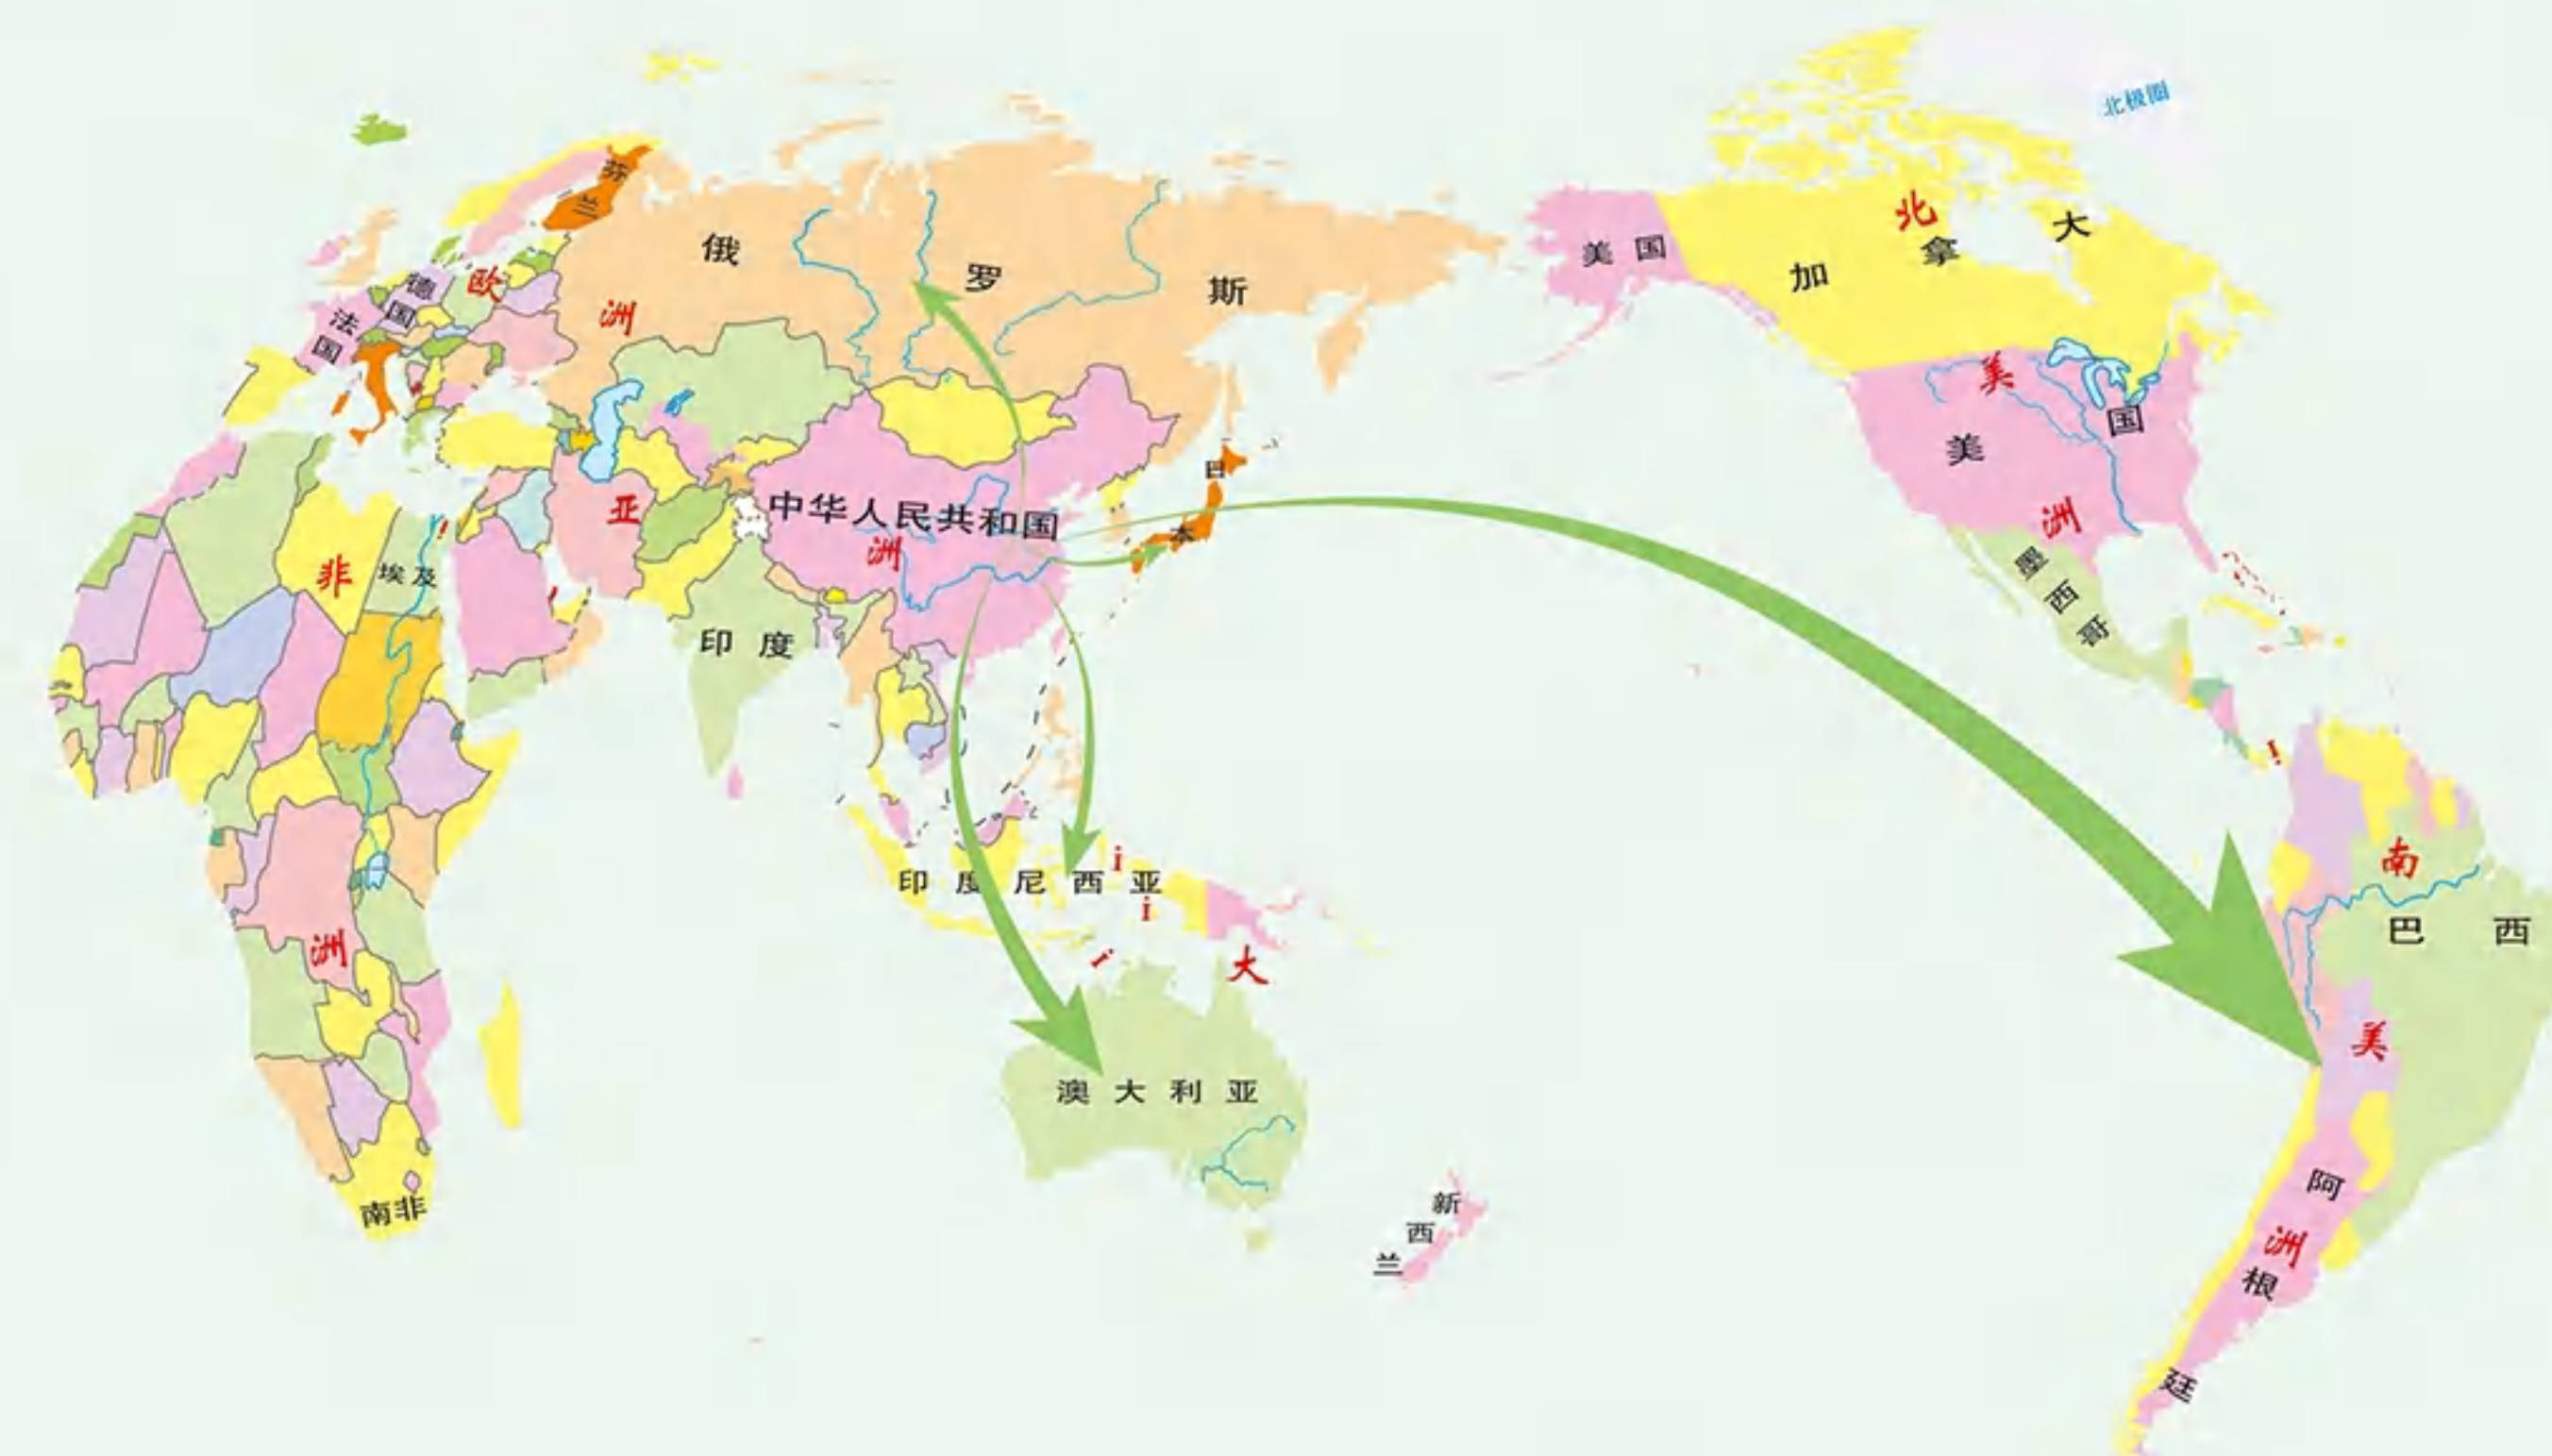 北极圈
芬兰
俄罗斯
美国
加拿大
北美洲
欧洲
德国
法国
美国
日本
中华人民共和国
亚洲
墨西哥
非洲
埃及
印度
印度尼西亚
南美洲
巴西
大
澳大利亚
新西兰
南非
阿根廷